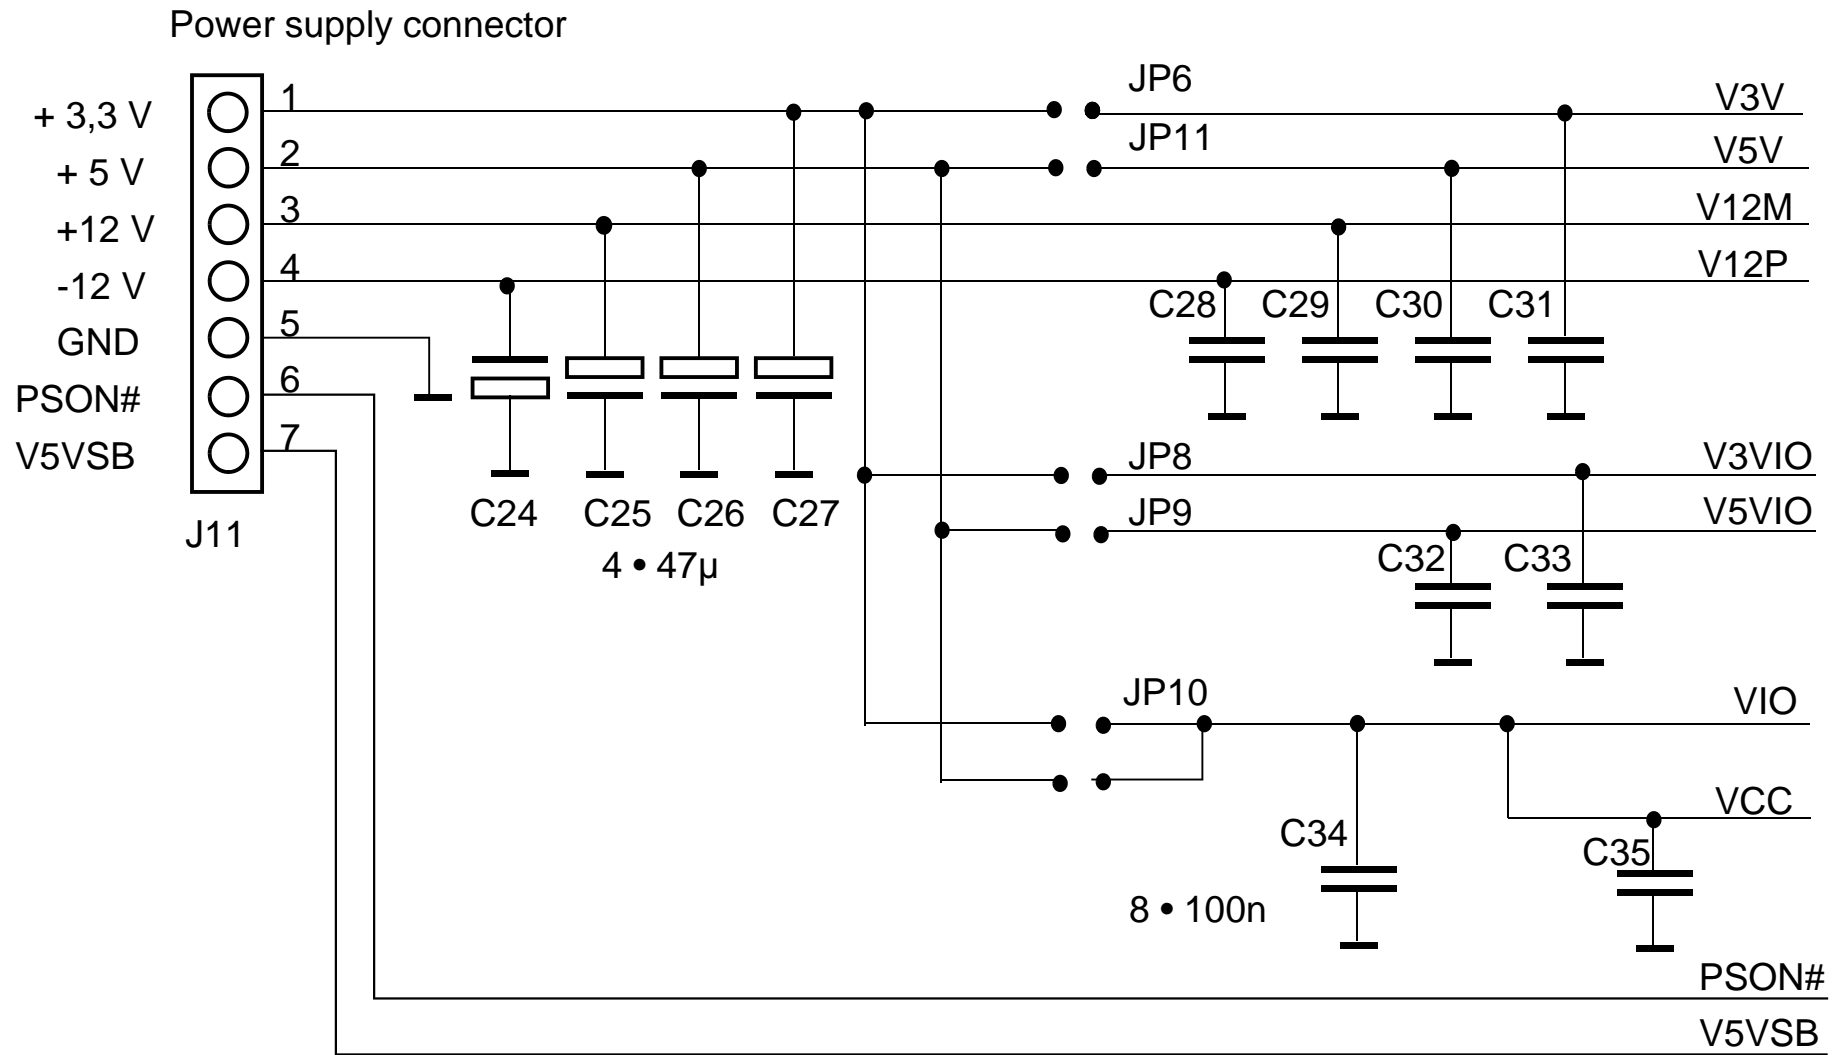 Power supply connector
+ 3,3 V
1
JP6
V3V
+ 5 V
2
JP11
V5V
+12 V
3
V12M
-12 V
4
V12P
C28
C29
C30
C31
GND
5
PSON#
6
V5VSB
7
J11
C24
C25
C26
C27
4 • 47µ
JP8
V3VIO
JP9
V5VIO
C32
C33
JP10
VIO
VCC
C34
C35
8 • 100n
PSON#
V5VSB